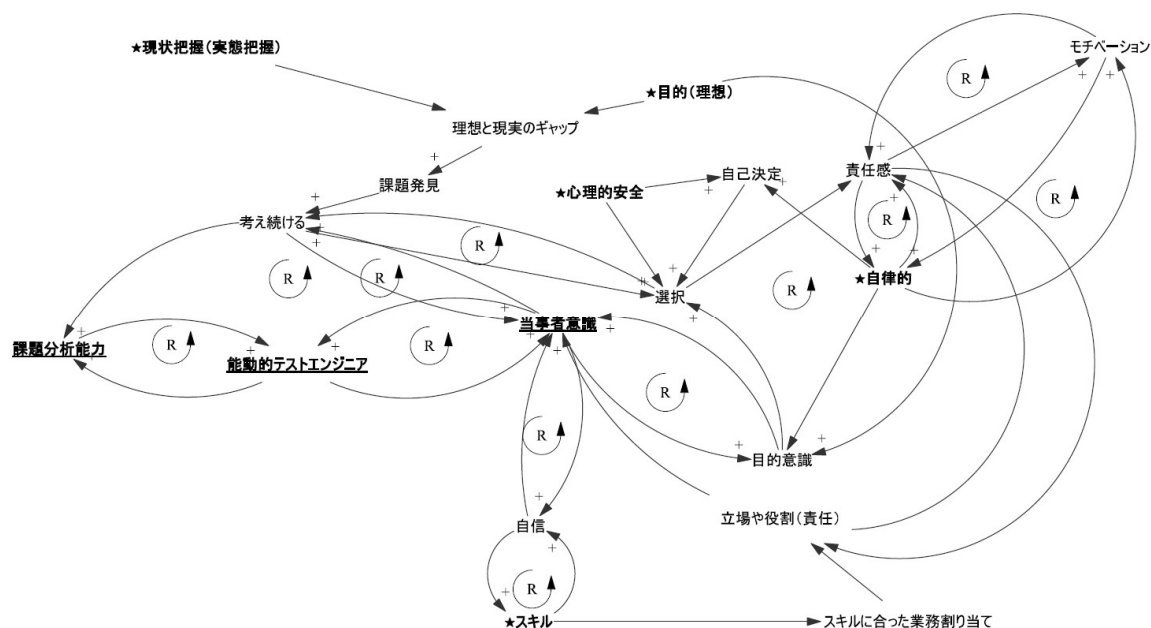 ★現状把握(実態把握)
モチベーション
R
★目的(理想)
理想と現実のギャップ
+
課題発見
+
考え続ける
★心理的安全
+
自己決定
+
責任感
+
+
+
R
R
R
R
R
R
選択
+
+
★自律的
R
+
+
課題分析能力
+
R
能動的テストエンジニア
+
R
当事者意識
+
+
+
R
目的意識
+
+
R
立場や役割(責任)
自信
+
+
R
★スキル
+
スキルに合った業務割り当て